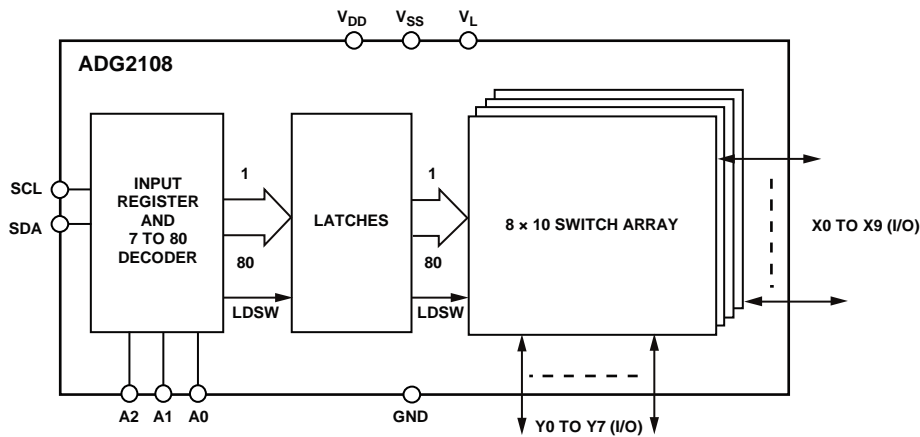 VDD VSS VL
ADG2108
SCL
SDA
INPUT
REGISTER
AND
7 TO 80
DECODER
1
80
LDSW
LATCHES
1
80
LDSW
8 × 10 SWITCH ARRAY
X0 TO X9 (I/O)
A2 A1 A0
GND
Y0 TO Y7 (I/O)